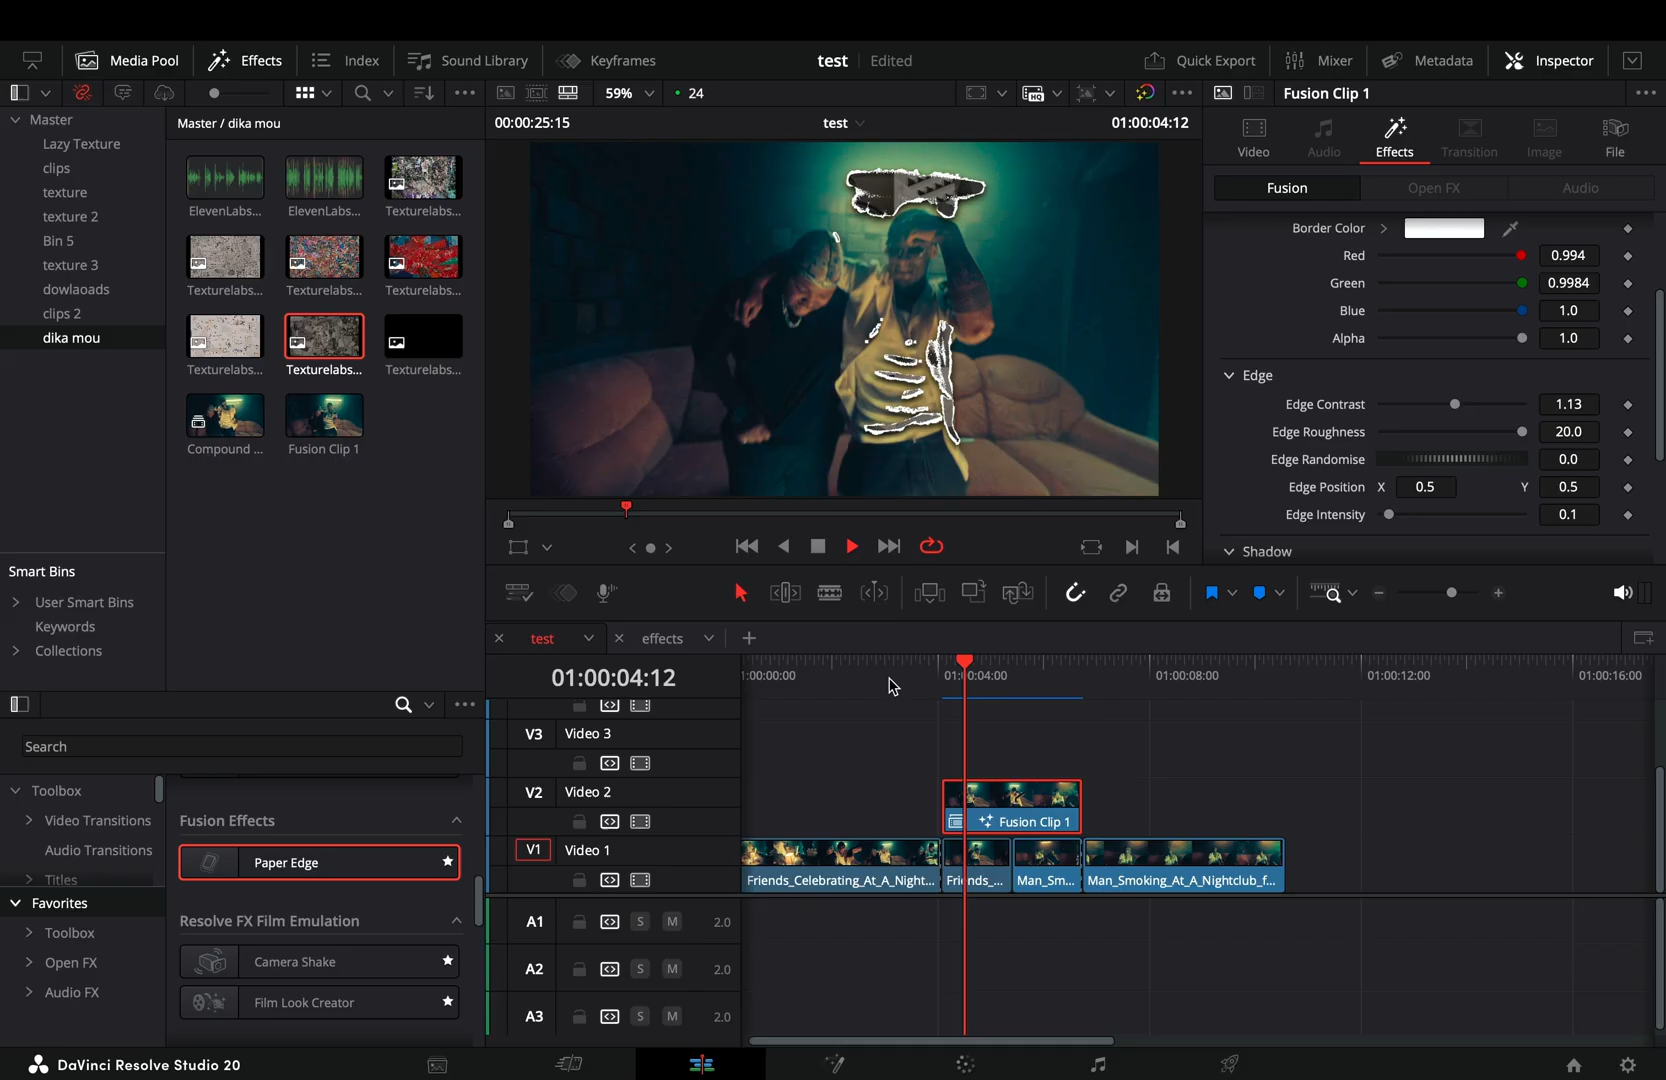 Media Pool Effects Index Sound Library Keyframes test Edited Quick Export Mixer Metadata Inspector
59% 24 HQ Fusion Clip 1
Master
Lazy Texture
clips
texture
texture 2
Bin 5
texture 3
dowlaoads
clips 2
dika mou
Master / dika mou
ElevenLabs... ElevenLabs... Texturelabs...
Texturelabs... Texturelabs... Texturelabs...
Texturelabs... Texturelabs... Texturelabs...
Compound ... Fusion Clip 1
Smart Bins
User Smart Bins
Keywords
Collections
00:00:25:15 test 01:00:04:12
Video Audio Effects Transition Image File
Fusion Open FX Audio
Border Color
Red 0.994
Green 0.9984
Blue 1.0
Alpha 1.0
Edge
Edge Contrast 1.13
Edge Roughness 20.0
Edge Randomise 0.0
Edge Position X 0.5 Y 0.5
Edge Intensity 0.1
Shadow
Search
Toolbox
Video Transitions
Audio Transitions
Titles
Favorites
Toolbox
Open FX
Audio FX
Fusion Effects
Paper Edge
Resolve FX Film Emulation
Camera Shake
Film Look Creator
test effects
01:00:04:12 1:00:00:00 01:00:04:00 01:00:08:00 01:00:12:00 01:00:16:00
V3 Video 3
V2 Video 2
Fusion Clip 1
V1 Video 1
Friends_Celebrating_At_A_Night... Friends_... Man_Sm... Man_Smoking_At_A_Nightclub_f...
A1 S M 2.0
A2 S M 2.0
A3 S M 2.0
DaVinci Resolve Studio 20